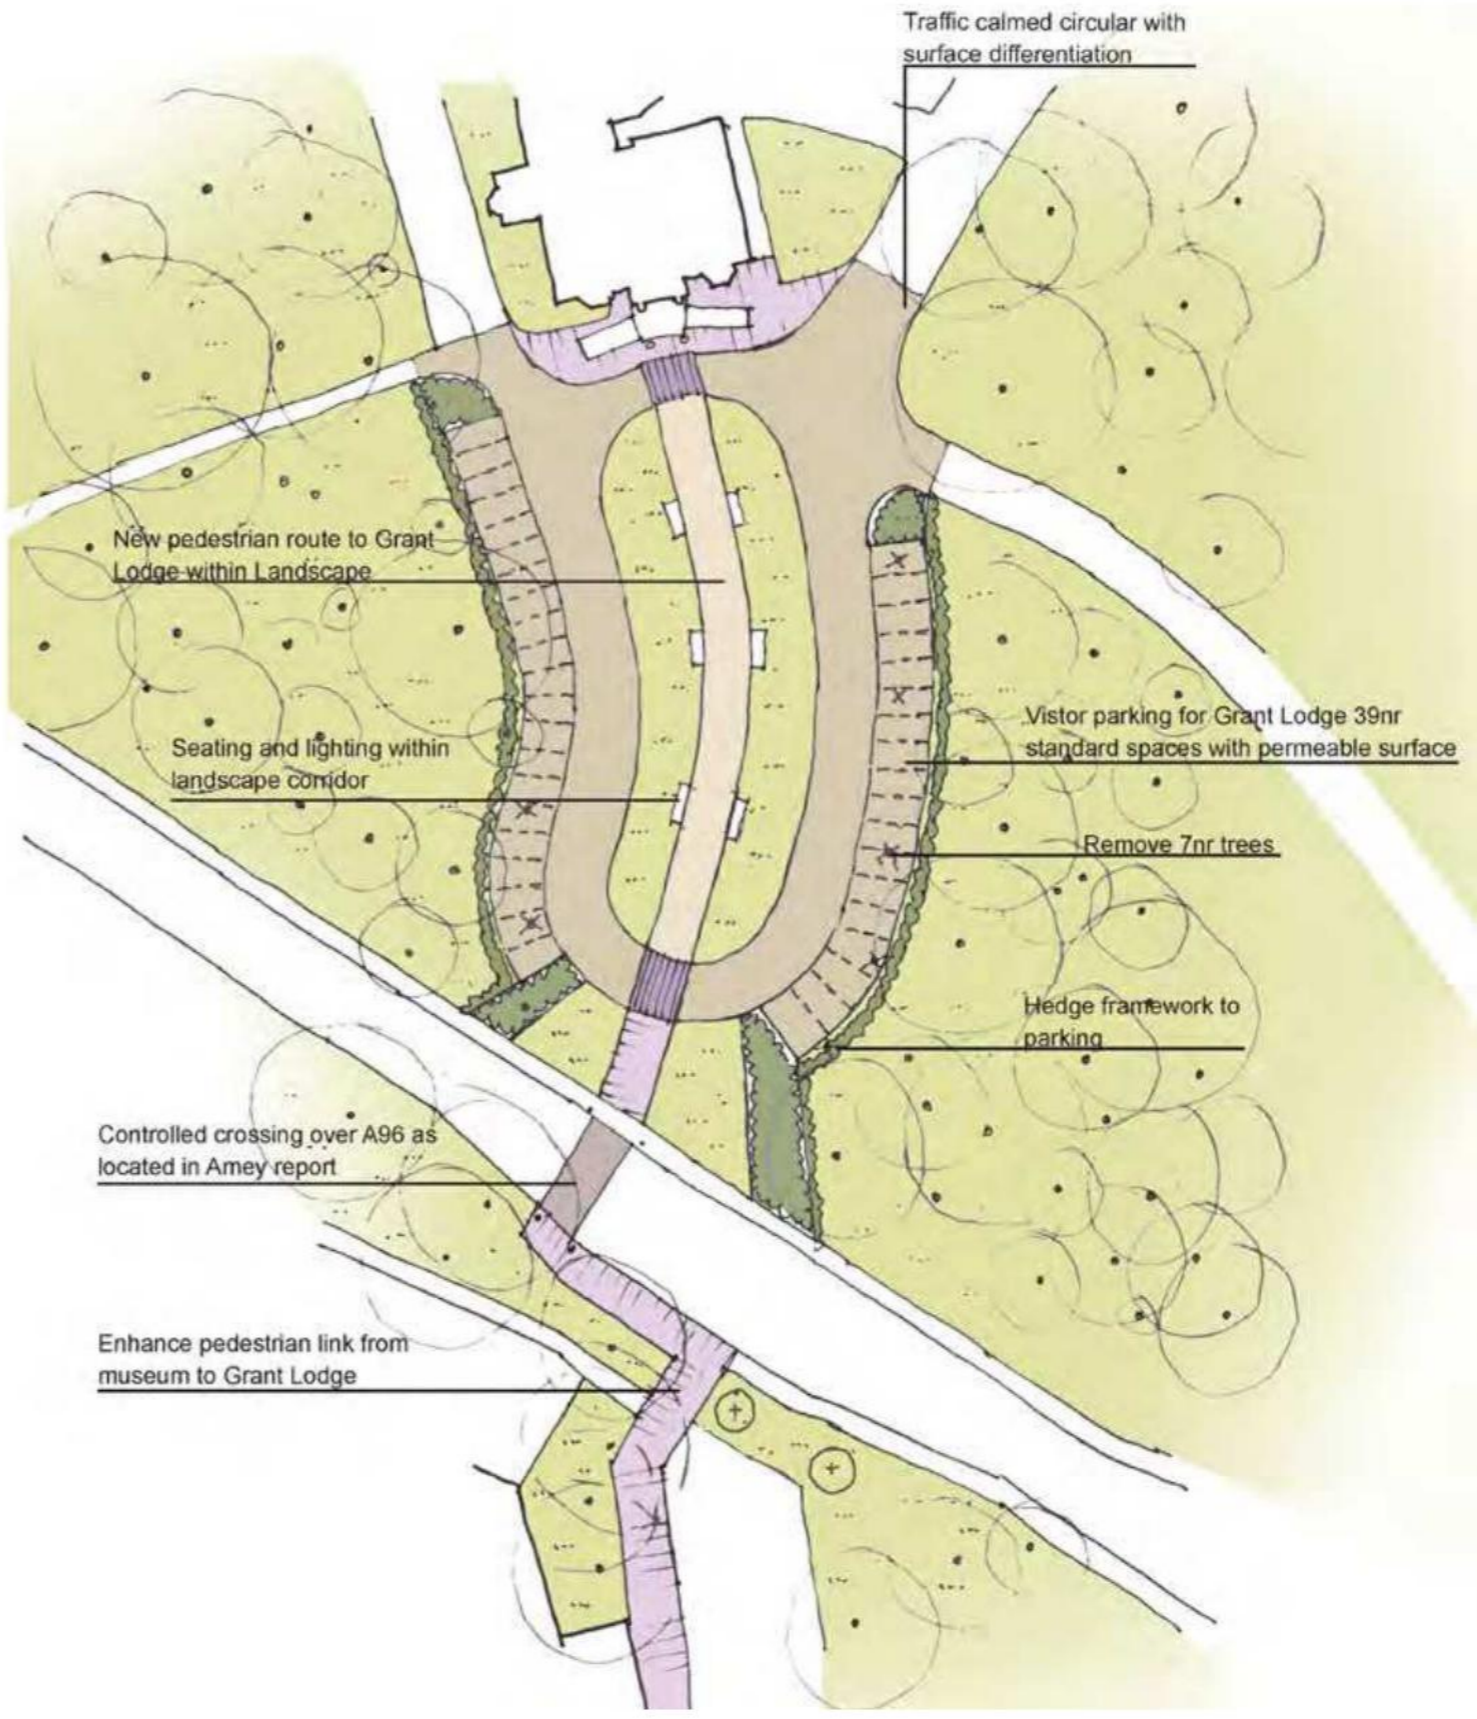 Traffic calmed circular with
surface differentiation
New pedestrian route to Grant
Lodge within Landscape
Vistor parking for Grant Lodge 39nr
standard spaces with permeable surface
Seating and lighting within
landscape corridor
Remove 7nr trees
Hedge framework to
parking
Controlled crossing over A96 as
located in Amey report
Enhance pedestrian link from
museum to Grant Lodge